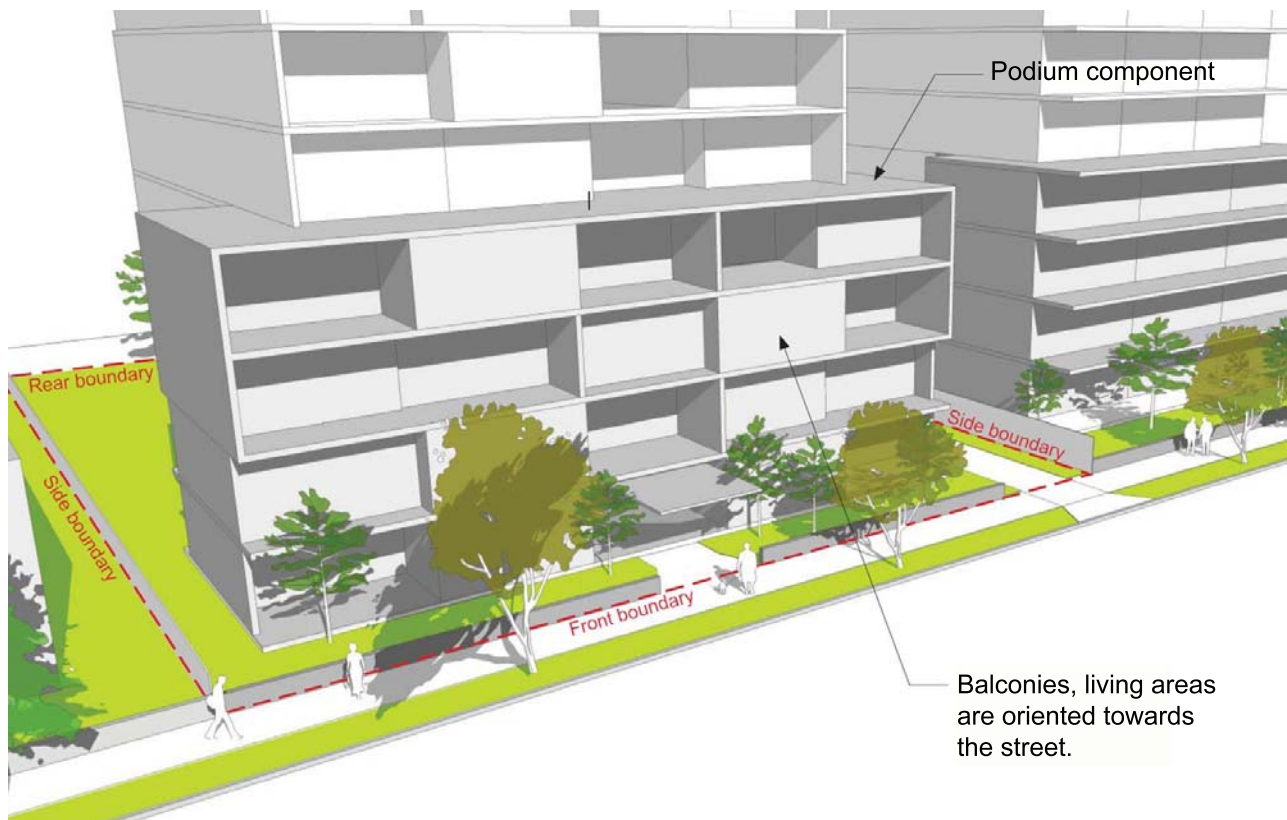 Podium component
Rear boundary
Side boundary
Side boundary
Front boundary
Balconies, living areas
are oriented towards
the street.